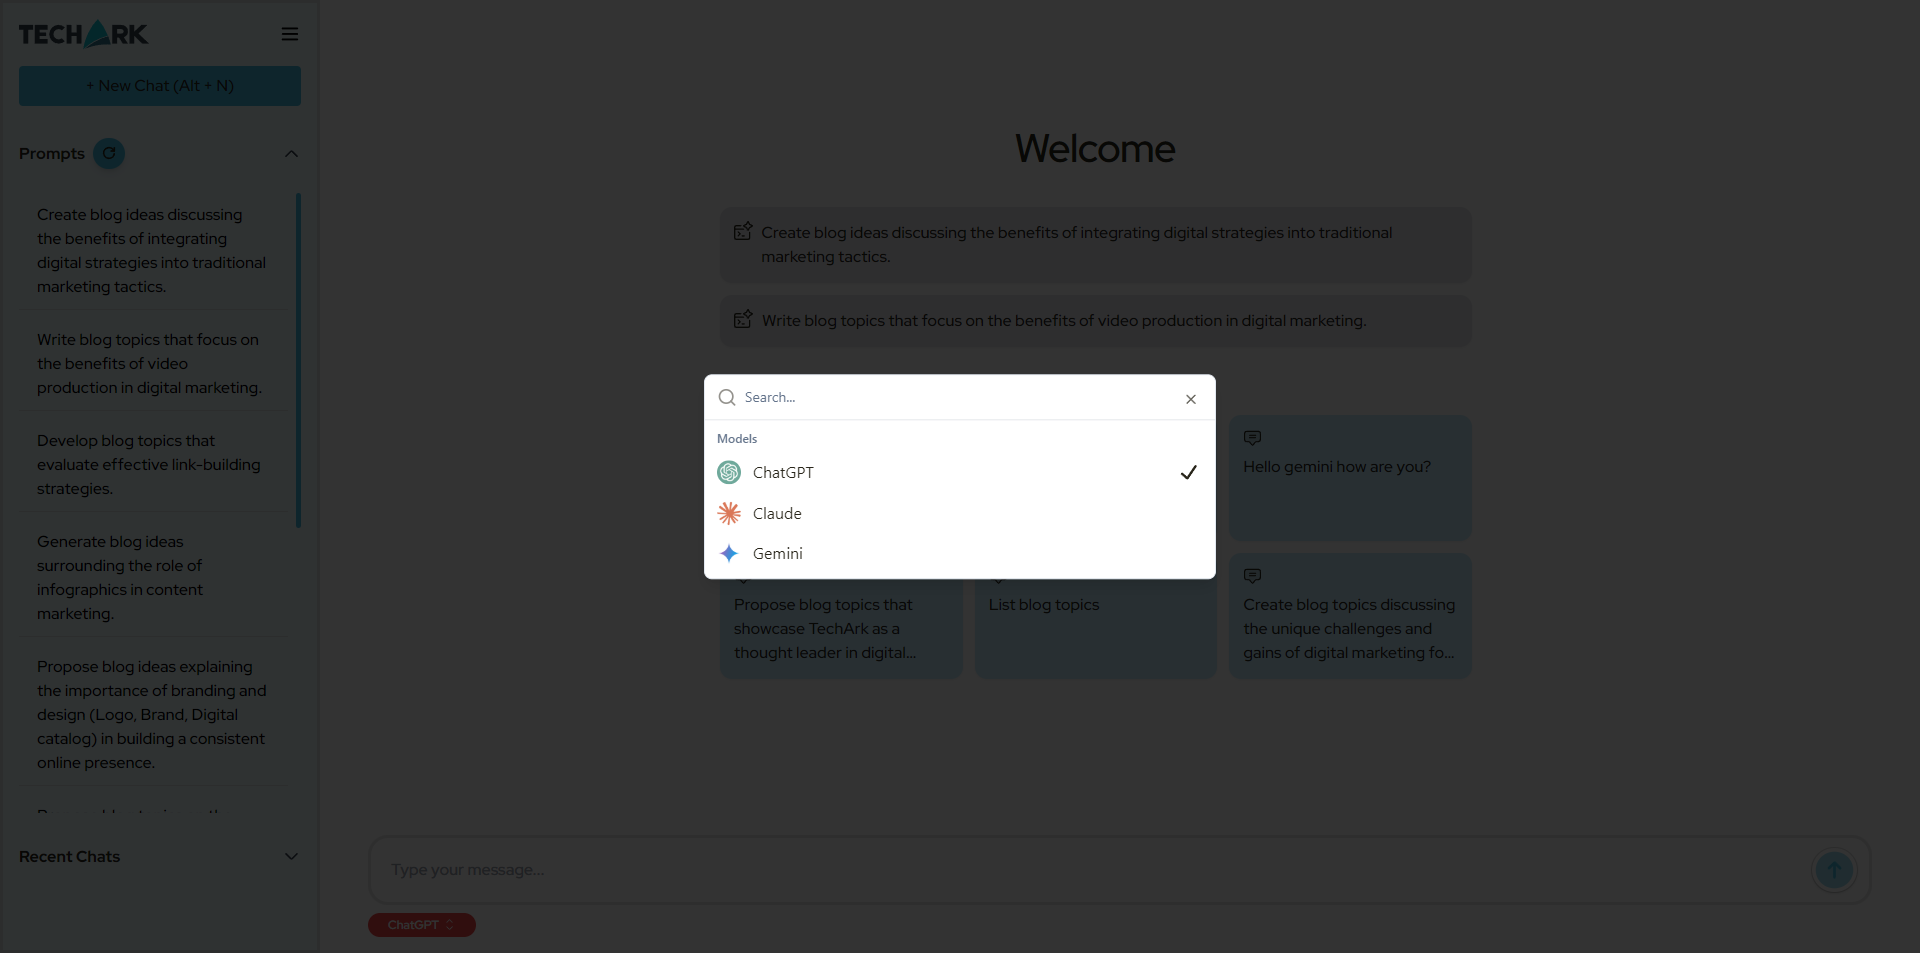 TECHARK
+ New Chat (Alt + N)
Prompts
Create blog ideas discussing
the benefits of integrating
digital strategies into traditional
marketing tactics.
Write blog topics that focus on
the benefits of video
production in digital marketing.
Develop blog topics that
evaluate effective link-building
strategies.
Generate blog ideas
surrounding the role of
infographics in content
marketing.
Propose blog ideas explaining
the importance of branding and
design (Logo, Brand, Digital
catalog) in building a consistent
online presence.
Recent Chats
Welcome
Create blog ideas discussing the benefits of integrating digital strategies into traditional
marketing tactics.
Write blog topics that focus on the benefits of video production in digital marketing.
Search...
Models
ChatGPT
Claude
Gemini
Hello gemini how are you?
Propose blog topics that
showcase TechArk as a
thought leader in digital...
List blog topics
Create blog topics discussing
the unique challenges and
gains of digital marketing fo...
Type your message...
ChatGPT